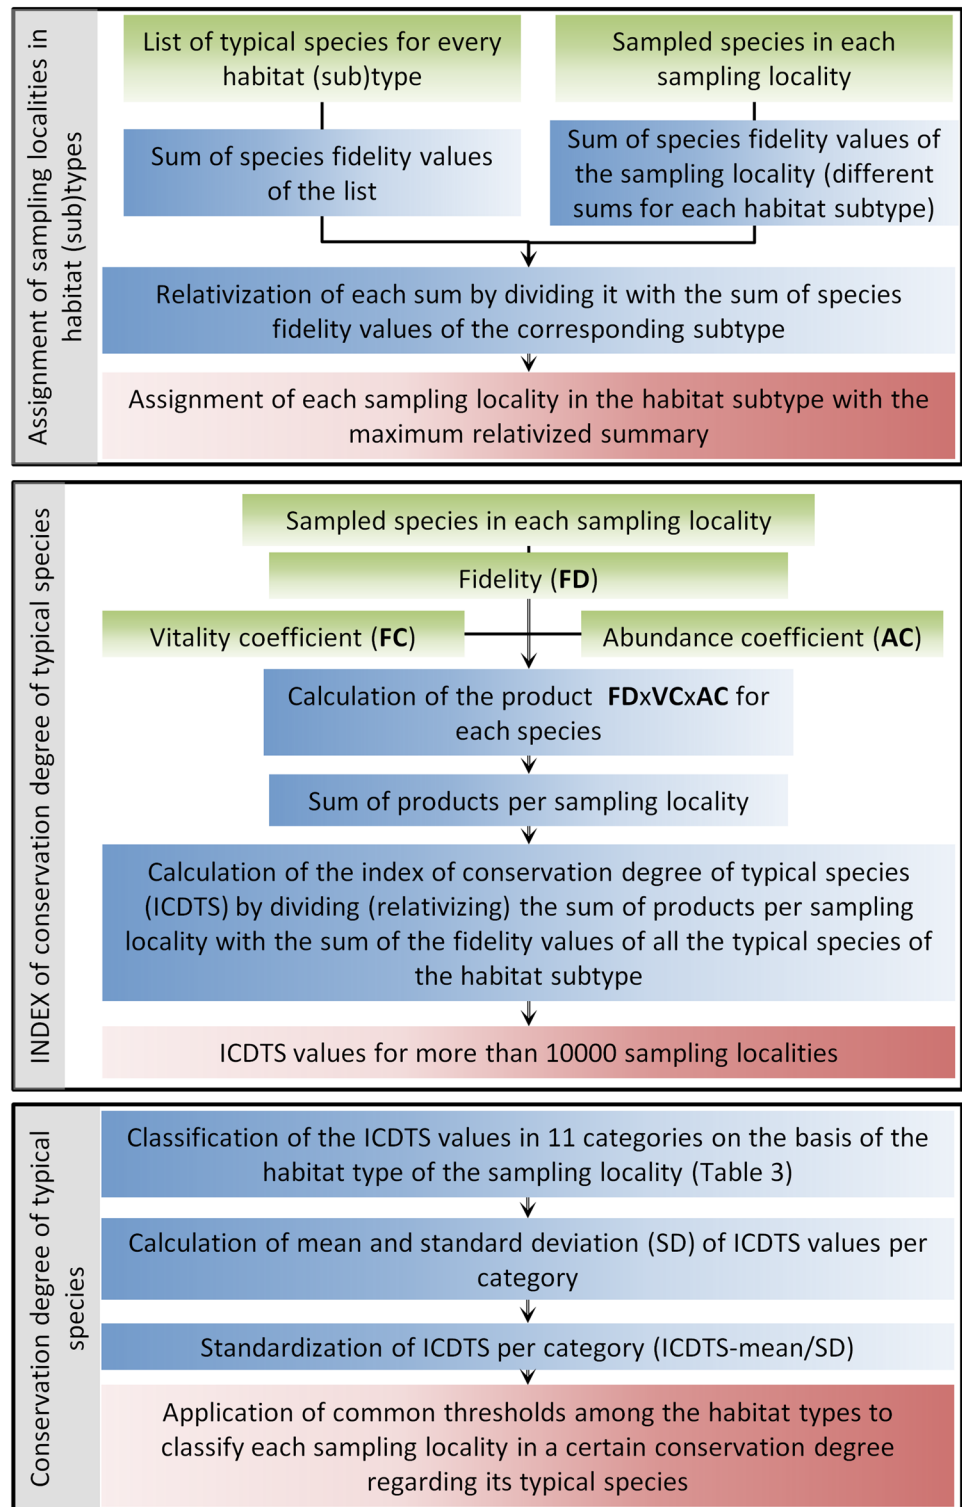 Assignment of sampling localities in
habitat (sub)types
List of typical species for every
habitat (sub)type
Sampled species in each
sampling locality
Sum of species fidelity values
of the list
Sum of species fidelity values of
the sampling locality (different
sums for each habitat subtype)
Relativization of each sum by dividing it with the sum of species
fidelity values of the corresponding subtype
Assignment of each sampling locality in the habitat subtype with the
maximum relativized summary
INDEX of conservation degree of typical species
Sampled species in each sampling locality
Fidelity (FD)
Vitality coefficient (FC)
Abundance coefficient (AC)
Calculation of the product FDxVCxAC for
each species
Sum of products per sampling locality
Calculation of the index of conservation degree of typical species
(ICDTS) by dividing (relativizing) the sum of products per sampling
locality with the sum of the fidelity values of all the typical species of
the habitat subtype
ICDTS values for more than 10000 sampling localities
Conservation degree of typical
species
Classification of the ICDTS values in 11 categories on the basis of the
habitat type of the sampling locality (Table 3)
Calculation of mean and standard deviation (SD) of ICDTS values per
category
Standardization of ICDTS per category (ICDTS-mean/SD)
Application of common thresholds among the habitat types to
classify each sampling locality in a certain conservation degree
regarding its typical species